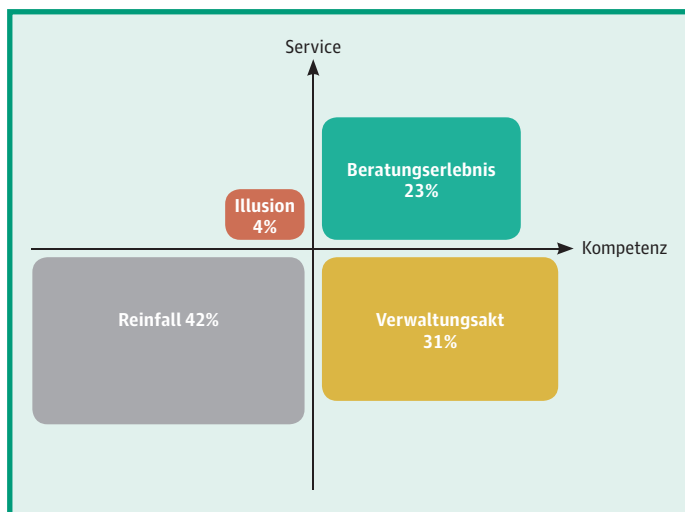 Service
Beratungserlebnis
23%
Illusion
4%
Kompetenz
Reinfall 42%
Verwaltungsakt
31%